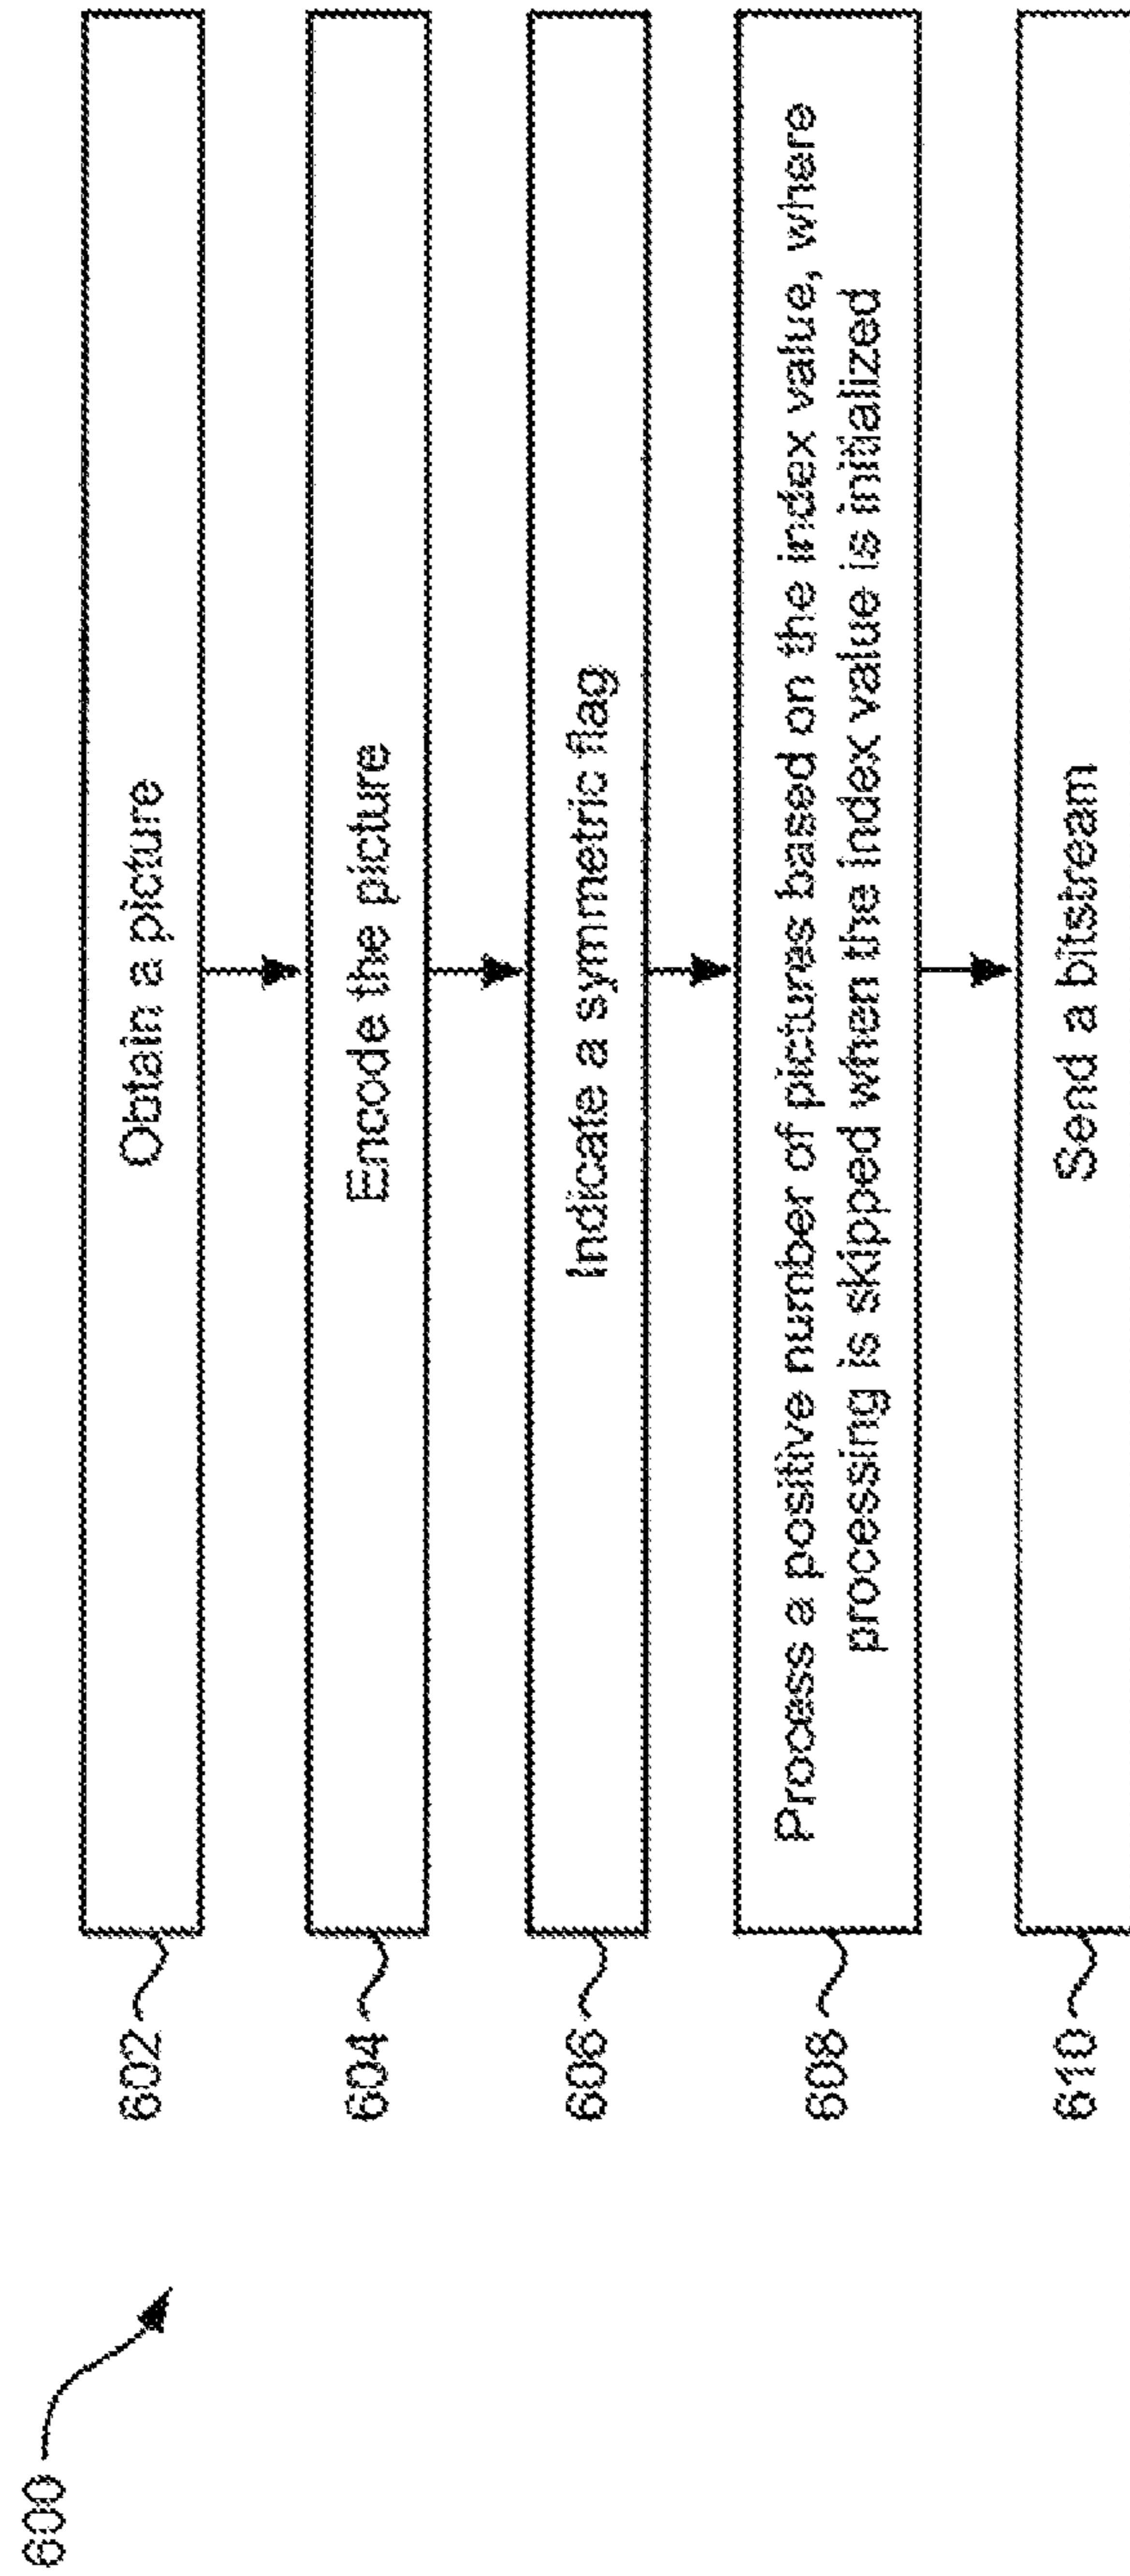 600
602
Obtain a picture
604
Encode the picture
606
Indicate a symmetric flag
608
Process a positive number of pictures based on the index value, where
processing is skipped when the index value is initialized
610
Send a bitstream